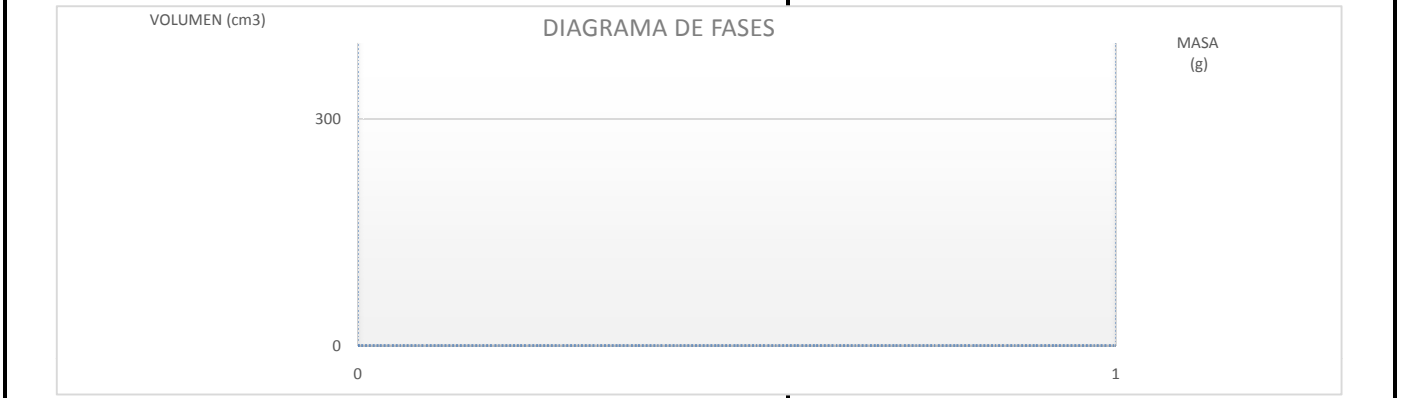 VOLUMEN (cm3)
DIAGRAMA DE FASES
MASA
(g)
300
0
0
1